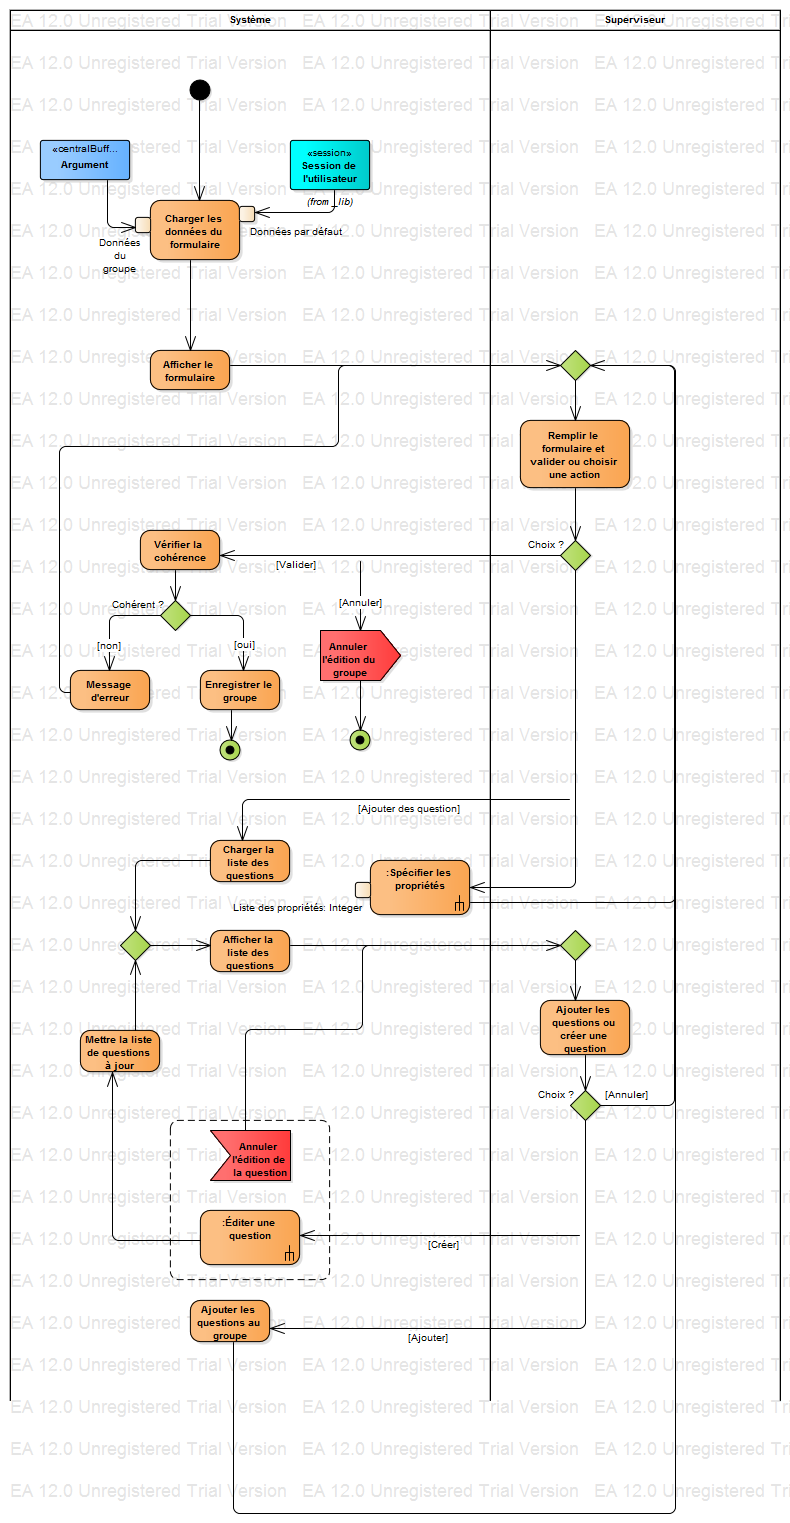 Système
Superviseur
EA 12.0 Unregistered Trial Version
«centralBuff...
Argument
«session»
Session de
l'utilisateur
(from _lib)
Charger les
données du
formulaire
Données
du
groupe
Données par défaut
Afficher le
formulaire
Remplir le
formulaire et
valider ou choisir
une action
Choix ?
Vérifier la
cohérence
[Valider]
[Annuler]
Cohérent ?
[non]
[oui]
Annuler
l'édition du
groupe
Message
d'erreur
Enregistrer le
groupe
[Ajouter des question]
Charger la
liste des
questions
:Spécifier les
propriétés
Liste des propriétés: Integer
Afficher la
liste des
questions
Ajouter les
questions ou
créer une
question
Mettre la liste
de questions
à jour
Choix ?
[Annuler]
Annuler
l'édition de
la question
:Éditer une
question
[Créer]
Ajouter les
questions au
groupe
[Ajouter]